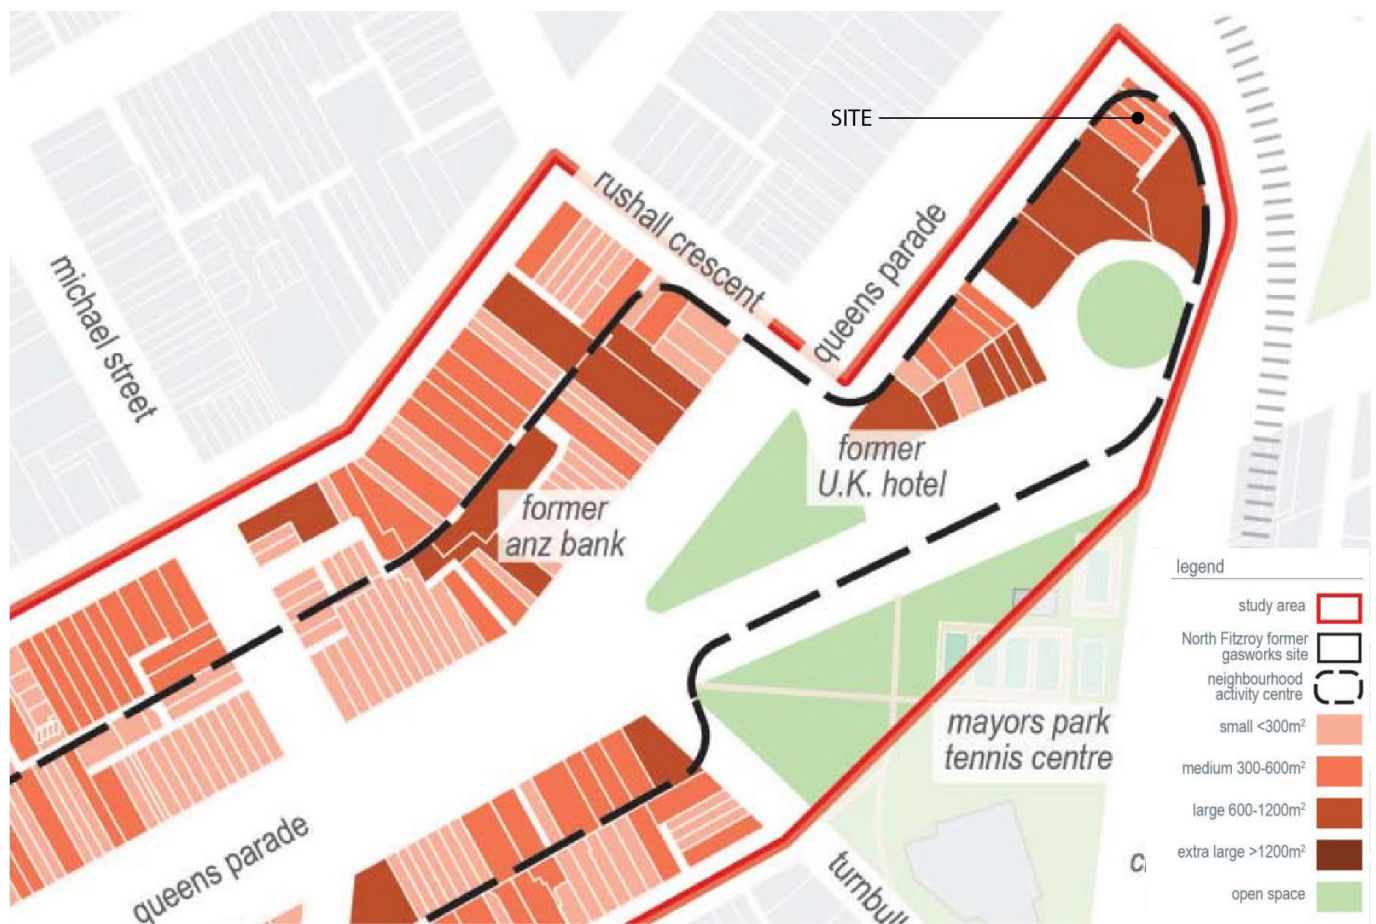 SITE
rushall crescent
queens parade
michael street
former
U.K. hotel
former
anz bank
legend
study area
North Fitzroy former
gasworks site
neighbourhood
activity centre
small <300m²
medium 300-600m²
large 600-1200m²
extra large >1200m²
open space
mayors park
tennis centre
queens parade
turnbull